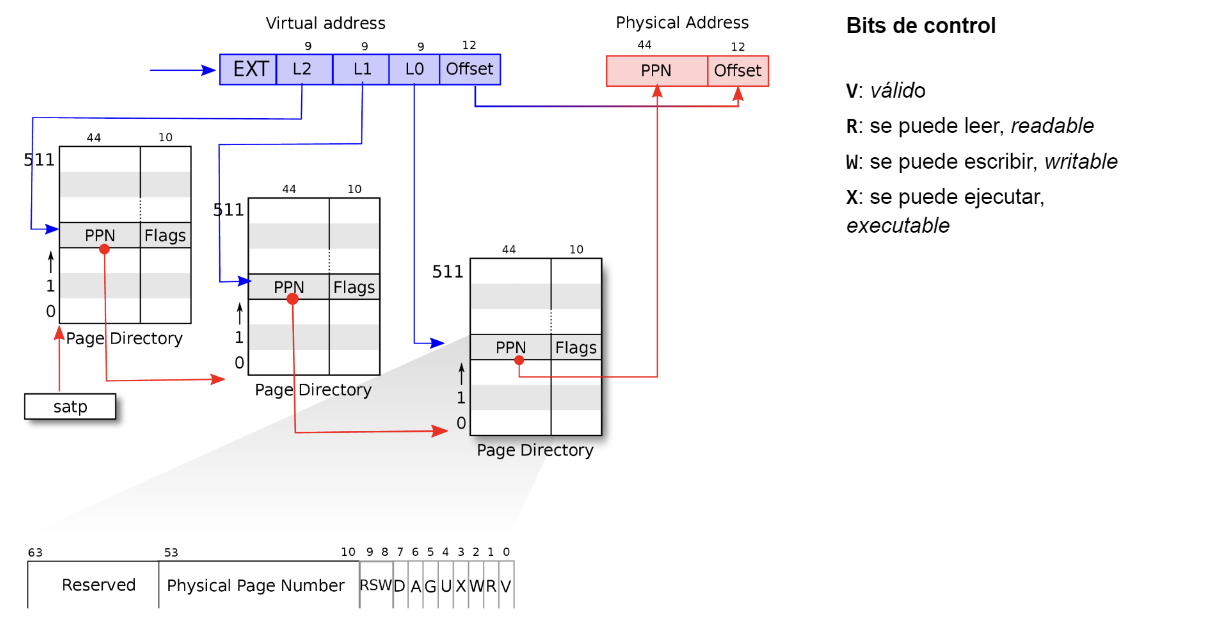 Virtual address
Physical Address
9
9
9
12
44
12
EXT
L2
L1
L0
Offset
PPN
Offset
44
10
511
PPN
Flags
1
0
Page Directory
satp
44
10
511
PPN
Flags
1
0
Page Directory
44
10
511
PPN
Flags
1
0
Page Directory
63
53
10
9
8
7
6
5
4
3
2
1
0
Reserved
Physical Page Number
RSW
D
A
G
U
X
W
R
V
Bits de control
V: válido
R: se puede leer, readable
W: se puede escribir, writable
X: se puede ejecutar,
executable